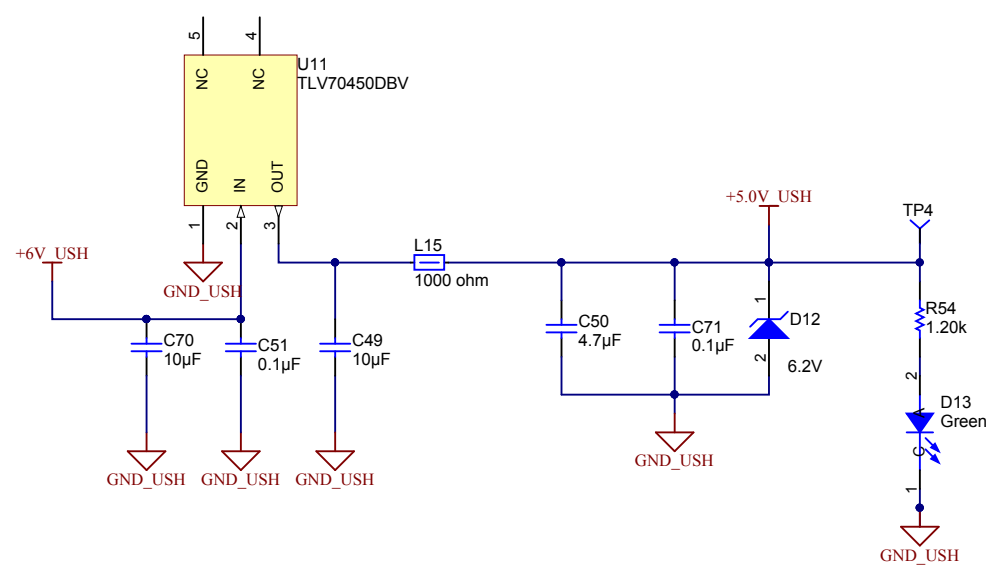 5
4
U11
TLV70450DBV
NC
NC
GND
IN
OUT
1
2
3
+6V_USH
GND_USH
C70
10µF
C51
0.1µF
C49
10µF
GND_USH
GND_USH
GND_USH
L15
1000 ohm
+5.0V_USH
TP4
C50
4.7µF
C71
0.1µF
1
D12
2
6.2V
GND_USH
R54
1.20k
2
A
D13
Green
C
1
GND_USH